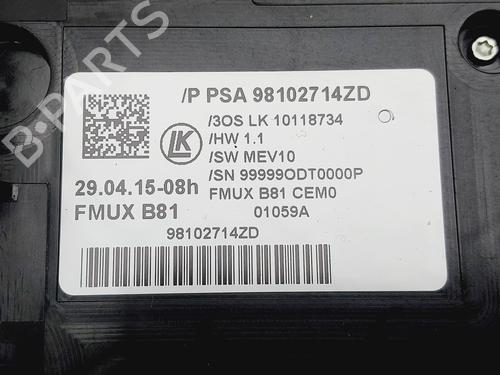 /P PSA 98102714ZD
/3OS LK 10118734
/HW 1.1
/SW MEV10
/SN 99999ODT0000P
FMUX B81 CEM0
01059A
LK
29.04.15-08h
FMUX B81
98102714ZD
B-PARTS